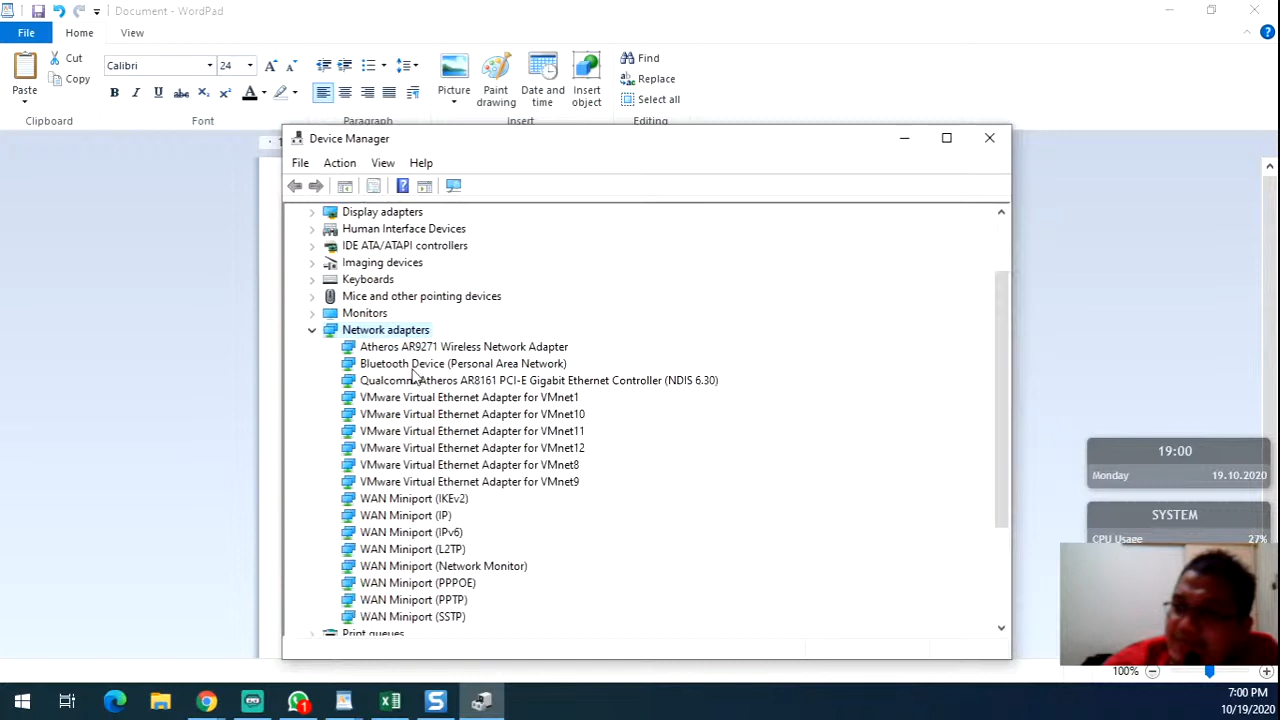 Document - WordPad
File
Home
View
Paste
Cut
Copy
Clipboard
Calibri
24
Font
Paragraph
Picture
Paint drawing
Date and time
Insert object
Insert
Find
Replace
Select all
Editing
Device Manager
File Action View Help
Display adapters
Human Interface Devices
IDE ATA/ATAPI controllers
Imaging devices
Keyboards
Mice and other pointing devices
Monitors
Network adapters
Atheros AR9271 Wireless Network Adapter
Bluetooth Device (Personal Area Network)
Qualcomm Atheros AR8161 PCI-E Gigabit Ethernet Controller (NDIS 6.30)
VMware Virtual Ethernet Adapter for VMnet1
VMware Virtual Ethernet Adapter for VMnet10
VMware Virtual Ethernet Adapter for VMnet11
VMware Virtual Ethernet Adapter for VMnet12
VMware Virtual Ethernet Adapter for VMnet8
VMware Virtual Ethernet Adapter for VMnet9
WAN Miniport (IKEv2)
WAN Miniport (IP)
WAN Miniport (IPv6)
WAN Miniport (L2TP)
WAN Miniport (Network Monitor)
WAN Miniport (PPPOE)
WAN Miniport (PPTP)
WAN Miniport (SSTP)
Print queues
19:00
Monday 19.10.2020
SYSTEM
CPU Usage 27%
100%
7:00 PM
10/19/2020